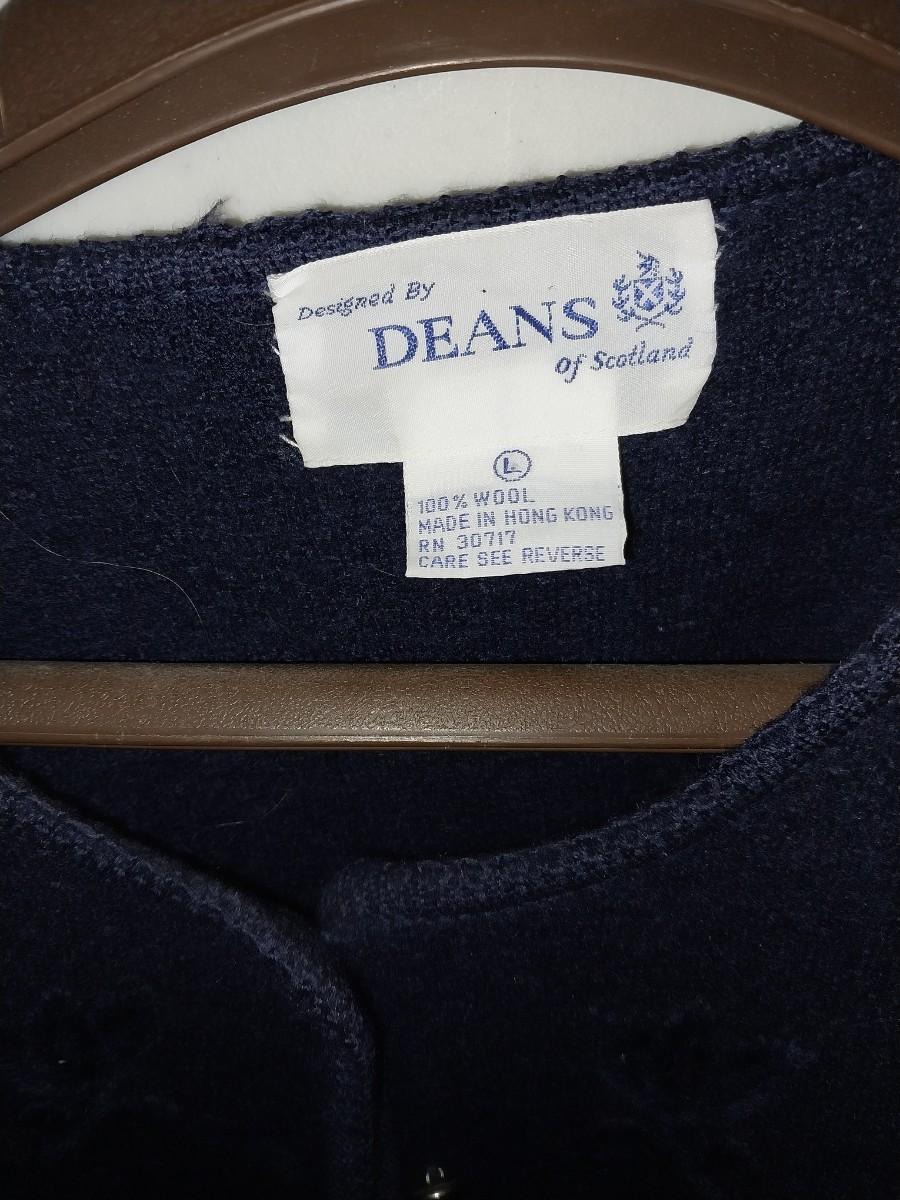 Designed By
DEANS
of Scotland
L
100% WOOL
MADE IN HONG KONG
RN 30717
CARE SEE REVERSE